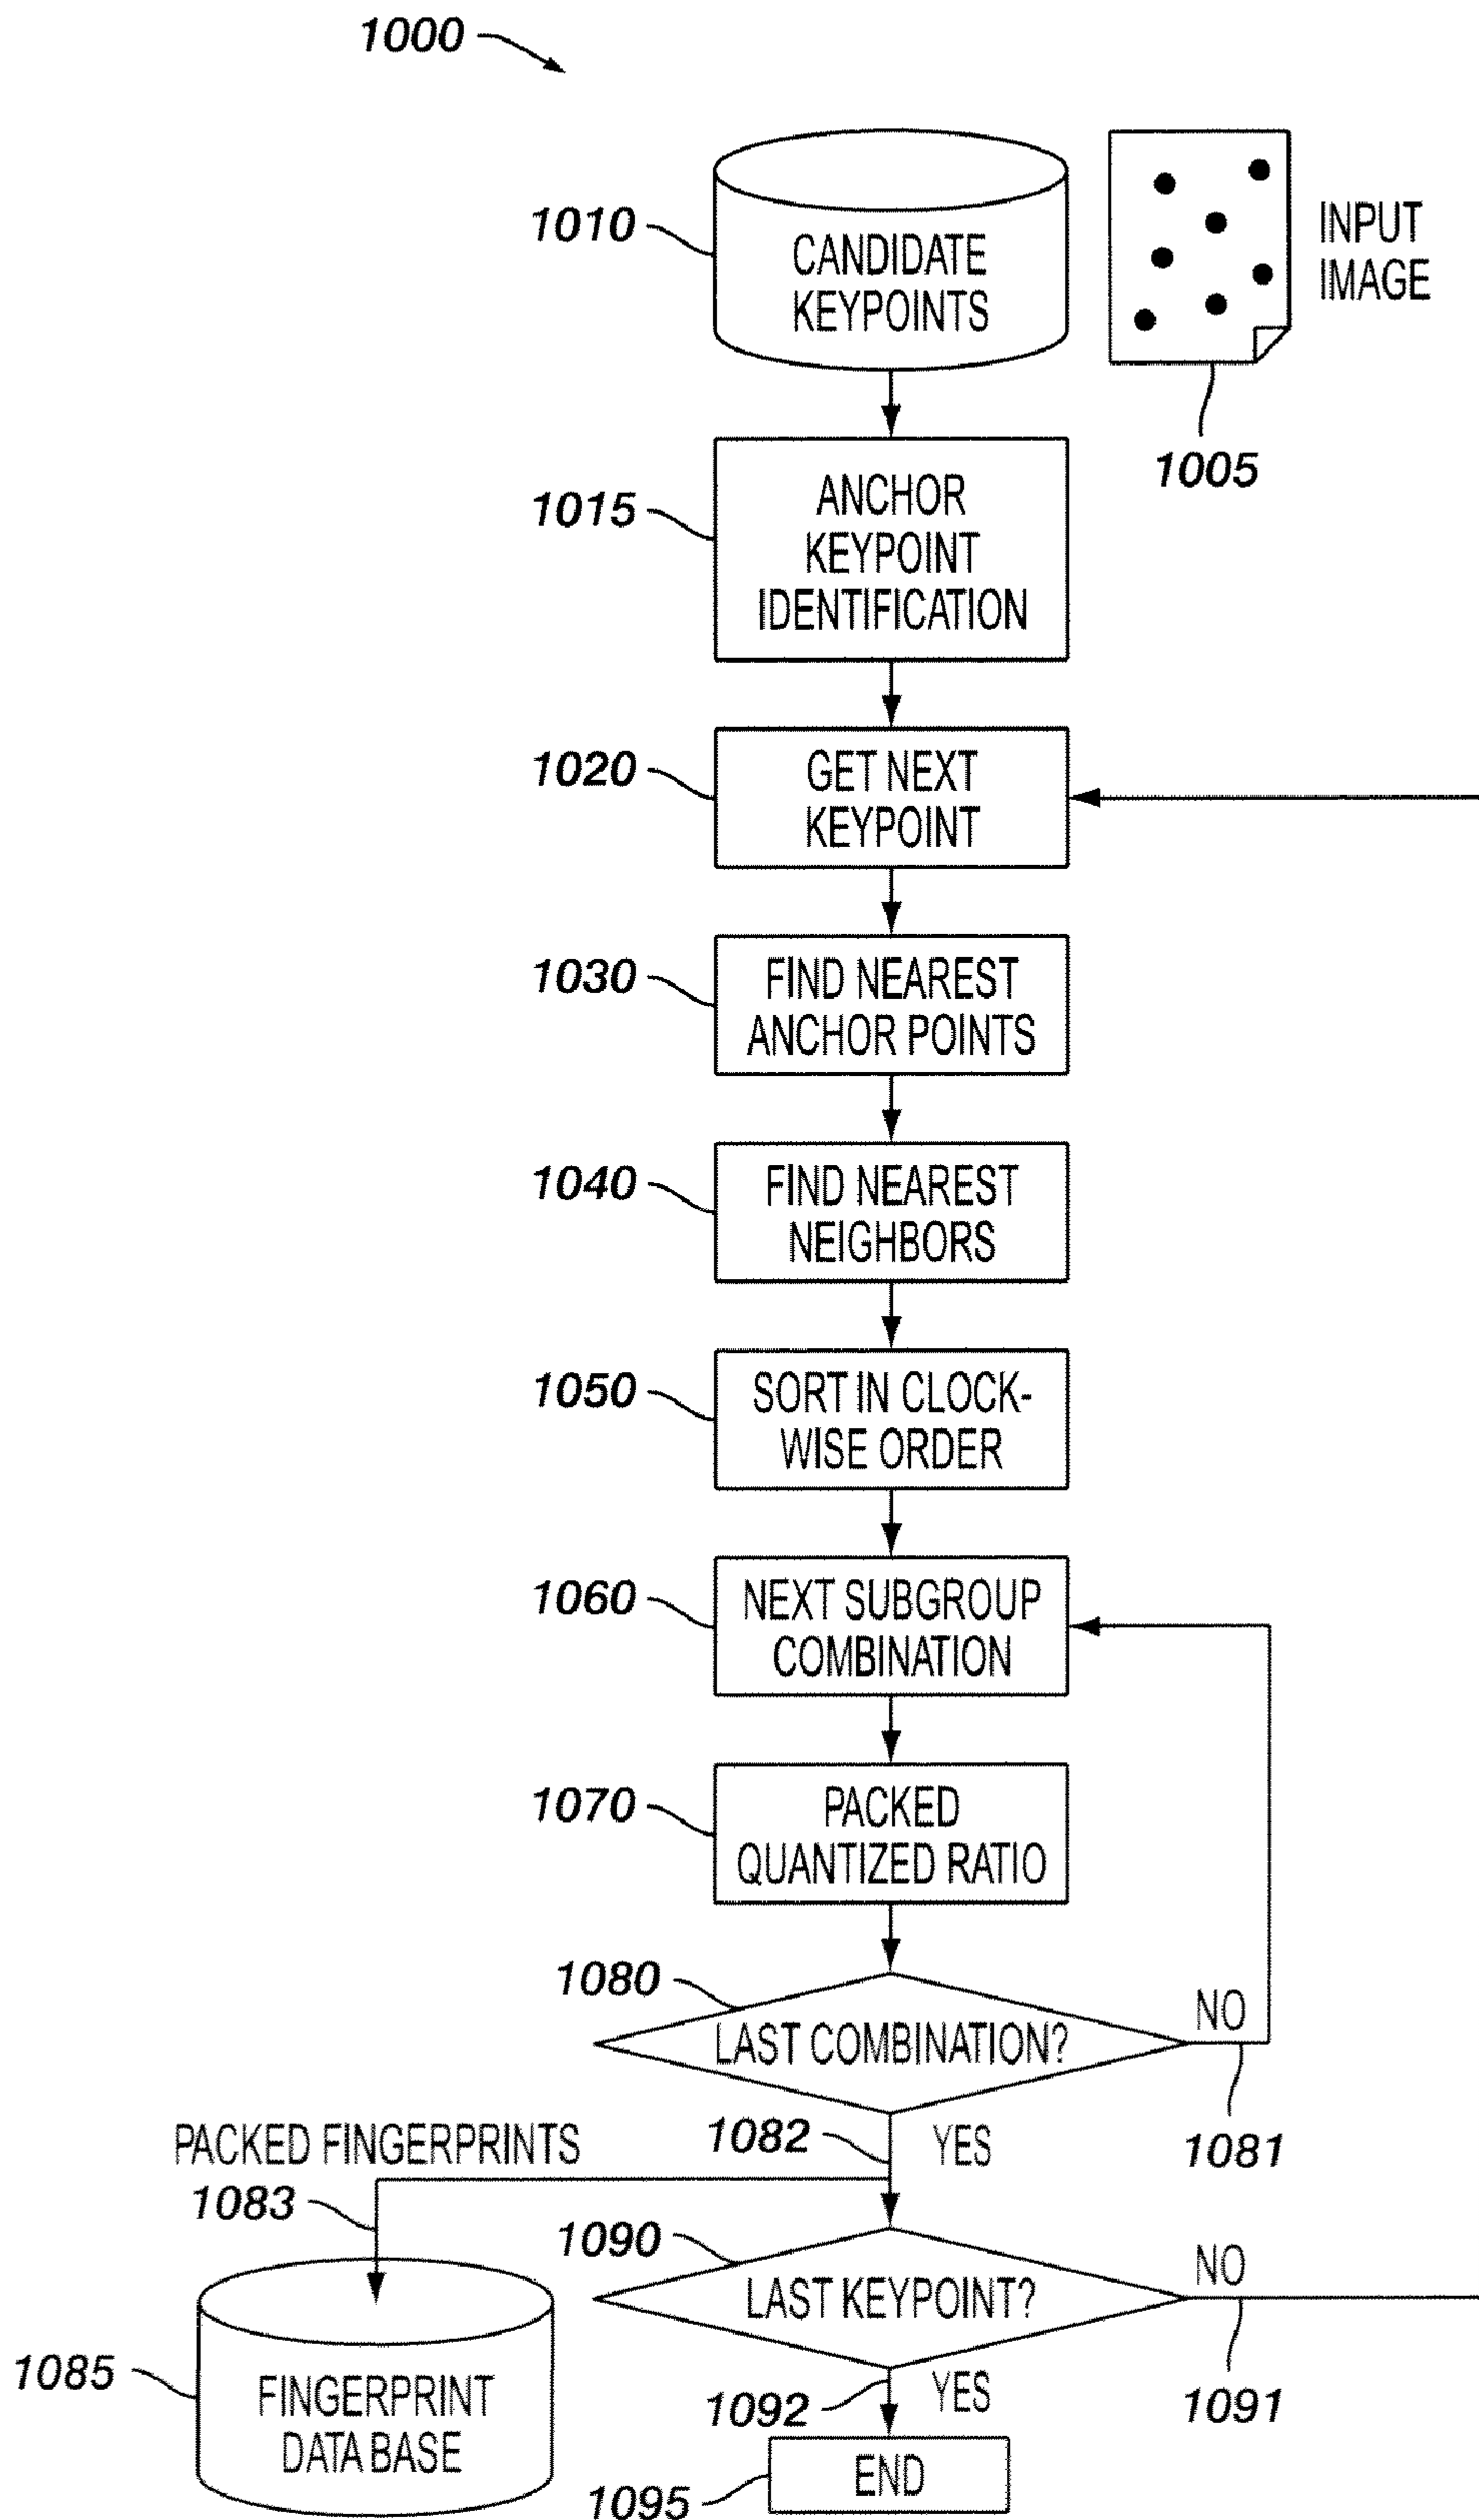 1000
1010
CANDIDATE
KEYPOINTS
INPUT
IMAGE
1005
1015
ANCHOR
KEYPOINT
IDENTIFICATION
1020
GET NEXT
KEYPOINT
1030
FIND NEAREST
ANCHOR POINTS
1040
FIND NEAREST
NEIGHBORS
1050
SORT IN CLOCK-
WISE ORDER
1060
NEXT SUBGROUP
COMBINATION
1070
PACKED
QUANTIZED RATIO
1080
LAST COMBINATION?
NO
1081
1082
YES
PACKED FINGERPRINTS
1083
1090
LAST KEYPOINT?
NO
1091
1085
FINGERPRINT
DATA BASE
1092
YES
END
1095